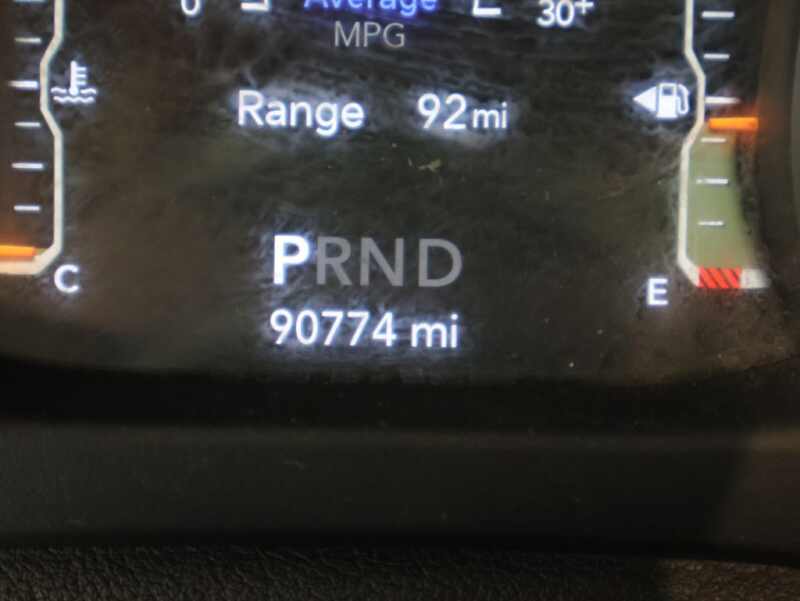 0 Average 30+
MPG
Range 92 mi
PRND
C E
90774 mi